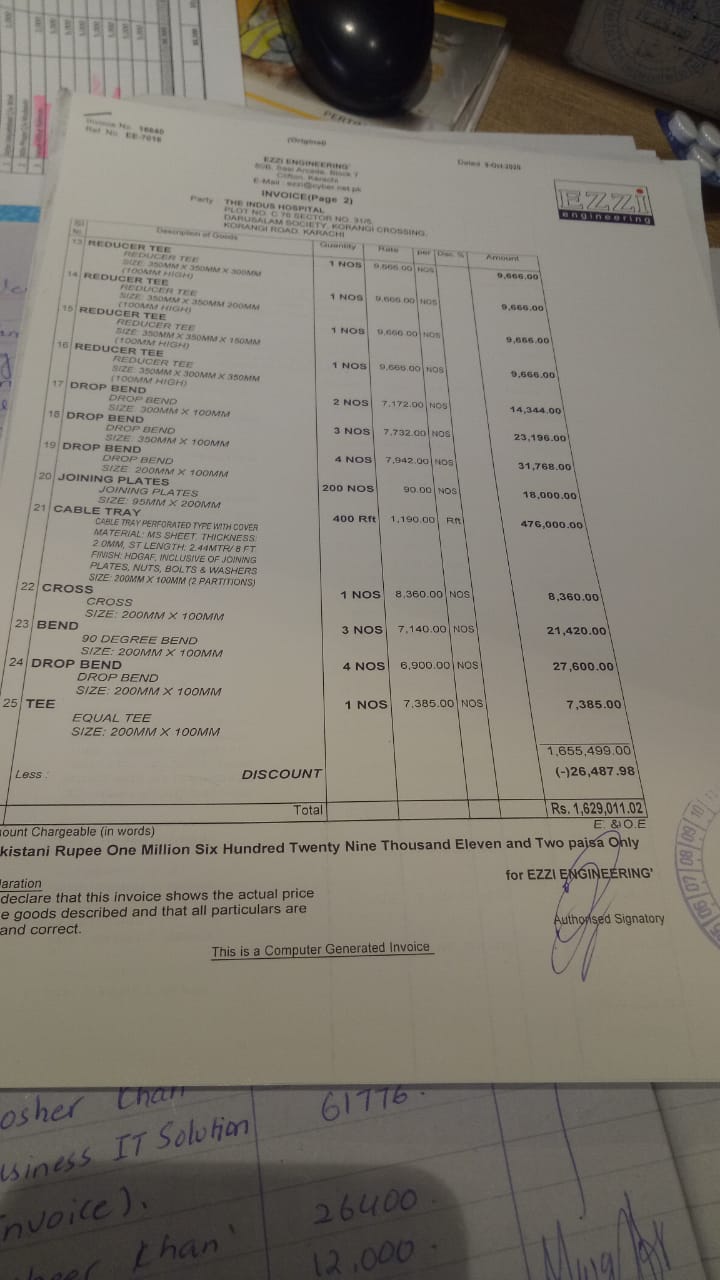 Invoice No. 16640
Ref No. EE-7016
(Original)
Dated 9-Oct-2020
EZZI ENGINEERING'
Clifton, Karachi
E-Mail : ezzi@cyber.net.pk
INVOICE(Page 2)
EZZI
engineering
Party THE INDUS HOSPITAL
PLOT NO. C 76 SECTOR NO. 31/5,
DARUSALAM SOCIETY, KORANGI CROSSING,
KORANGI ROAD, KARACHI
Description of Goods Quantity Rate per Disc. % Amount
13 REDUCER TEE 1 NOS 9,666.00 NOS 9,666.00
REDUCER TEE
SIZE: 350MM X 350MM X 300MM
(100MM HIGH)
14 REDUCER TEE 1 NOS 9,666.00 NOS 9,666.00
REDUCER TEE
SIZE: 350MM X 350MM 200MM
(100MM HIGH)
15 REDUCER TEE 1 NOS 9,666.00 NOS 9,666.00
REDUCER TEE
SIZE: 350MM X 350MM X 150MM
(100MM HIGH)
16 REDUCER TEE 1 NOS 9,666.00 NOS 9,666.00
REDUCER TEE
SIZE: 350MM X 300MM X 350MM
(100MM HIGH)
17 DROP BEND 2 NOS 7,172.00 NOS 14,344.00
DROP BEND
SIZE: 300MM X 100MM
18 DROP BEND 3 NOS 7,732.00 NOS 23,196.00
DROP BEND
SIZE: 350MM X 100MM
19 DROP BEND 4 NOS 7,942.00 NOS 31,768.00
DROP BEND
SIZE: 200MM X 100MM
20 JOINING PLATES 200 NOS 90.00 NOS 18,000.00
JOINING PLATES
SIZE: 95MM X 200MM
21 CABLE TRAY 400 Rft 1,190.00 Rft 476,000.00
CABLE TRAY PERFORATED TYPE WITH COVER
MATERIAL: MS SHEET. THICKNESS:
2.0MM, ST LENGTH: 2.44MTR/ 8 FT
FINISH: HDGAF, INCLUSIVE OF JOINING
PLATES, NUTS, BOLTS & WASHERS
SIZE: 200MM X 100MM (2 PARTITIONS)
22 CROSS 1 NOS 8,360.00 NOS 8,360.00
CROSS
SIZE: 200MM X 100MM
23 BEND 3 NOS 7,140.00 NOS 21,420.00
90 DEGREE BEND
SIZE: 200MM X 100MM
24 DROP BEND 4 NOS 6,900.00 NOS 27,600.00
DROP BEND
SIZE: 200MM X 100MM
25 TEE 1 NOS 7,385.00 NOS 7,385.00
EQUAL TEE
SIZE: 200MM X 100MM
1,655,499.00
Less : DISCOUNT (-)26,487.98
Total Rs. 1,629,011.02
E. & O.E
ount Chargeable (in words)
kistani Rupee One Million Six Hundred Twenty Nine Thousand Eleven and Two paisa Only
for EZZI ENGINEERING'
laration
declare that this invoice shows the actual price
e goods described and that all particulars are
and correct.
Authorised Signatory
This is a Computer Generated Invoice
06 07 08 09 10
osher Khan 61776.
usiness IT Solution
nvoice). 26400.
Khan 12,000.